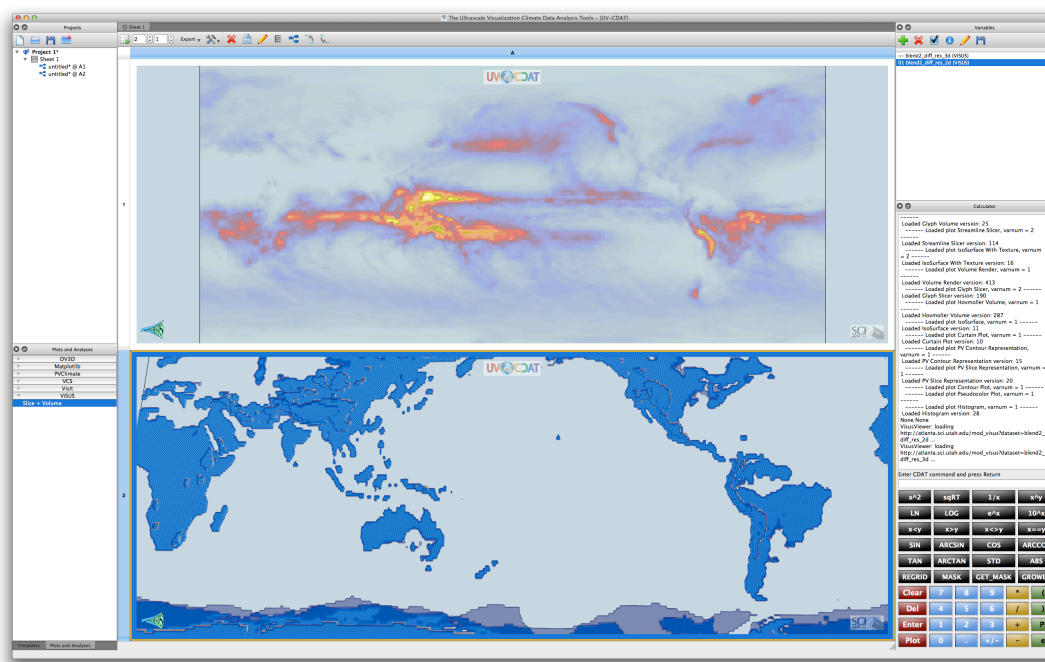 The Ultrascale Visualization Climate Data Analysis Tools - (UV-CDAT)
Projects
Project 1*
Sheet 1
untitled* @ A1
untitled* @ A2
Sheet 1
2
1
Export
A
1
2
UV CDAT
SCI
UV CDAT
SCI
Plots and Analyses
DV3D
Matplotlib
PVClimate
VCS
VisIt
VISUS
Slice + Volume
Templates
Plots and Analyses
Variables
--- blend2_diff_res_3d (VISUS)
01 blend2_diff_res_2d (VISUS)
Calculator
------
Loaded Glyph Volume version: 25
------ Loaded plot Streamline Slicer, varnum = 2
------
Loaded Streamline Slicer version: 114
------ Loaded plot IsoSurface With Texture, varnum
= 2 ------
Loaded IsoSurface With Texture version: 16
------ Loaded plot Volume Render, varnum = 1
------
Loaded Volume Render version: 413
------ Loaded plot Glyph Slicer, varnum = 2 ------
Loaded Glyph Slicer version: 190
------ Loaded plot Hovmoller Volume, varnum = 1
------
Loaded Hovmoller Volume version: 287
------ Loaded plot IsoSurface, varnum = 1 ------
Loaded IsoSurface version: 11
------ Loaded plot Curtain Plot, varnum = 1 ------
Loaded Curtain Plot version: 10
------ Loaded plot PV Contour Representation,
varnum = 1 ------
Loaded PV Contour Representation version: 15
------ Loaded plot PV Slice Representation, varnum =
1 ------
Loaded PV Slice Representation version: 20
------ Loaded plot Contour Plot, varnum = 1 ------
------ Loaded plot Pseudocolor Plot, varnum = 1
------
------ Loaded plot Histogram, varnum = 1 ------
Loaded Histogram version: 28
None None
VisusViewer: loading
http://atlanta.sci.utah.edu/mod_visus?dataset=blend2_
diff_res_2d ...
VisusViewer: loading
http://atlanta.sci.utah.edu/mod_visus?dataset=blend2_
diff_res_3d ...
Enter CDAT command and press Return
x^2 sqRT 1/x x^y
LN LOG e^x 10^x
x<y x>y x<>y x==y
SIN ARCSIN COS ARCCO
TAN ARCTAN STD ABS
REGRID MASK GET_MASK GROWE
Clear 7 8 9 * (
Del 4 5 6 / )
Enter 1 2 3 + P
Plot 0 . +/- - e